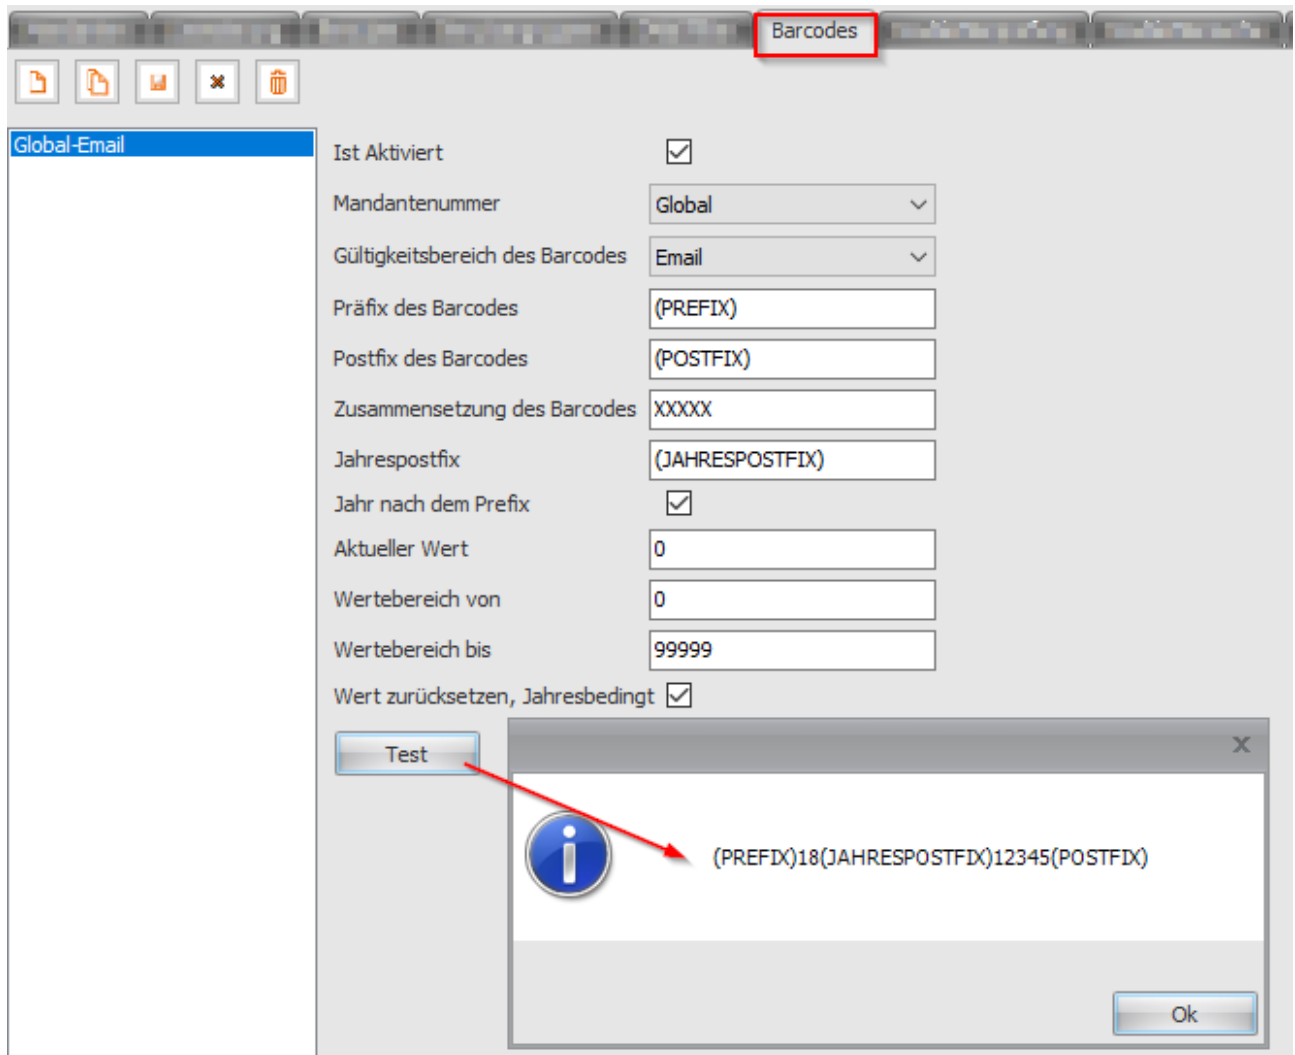 Barcodes
Global-Email
Ist Aktiviert
Mandantenummer Global
Gültigkeitsbereich des Barcodes Email
Präfix des Barcodes (PREFIX)
Postfix des Barcodes (POSTFIX)
Zusammensetzung des Barcodes XXXXX
Jahrespostfix (JAHRESPOSTFIX)
Jahr nach dem Prefix
Aktueller Wert 0
Wertebereich von 0
Wertebereich bis 99999
Wert zurücksetzen, Jahresbedingt
Test
(PREFIX)18(JAHRESPOSTFIX)12345(POSTFIX)
Ok